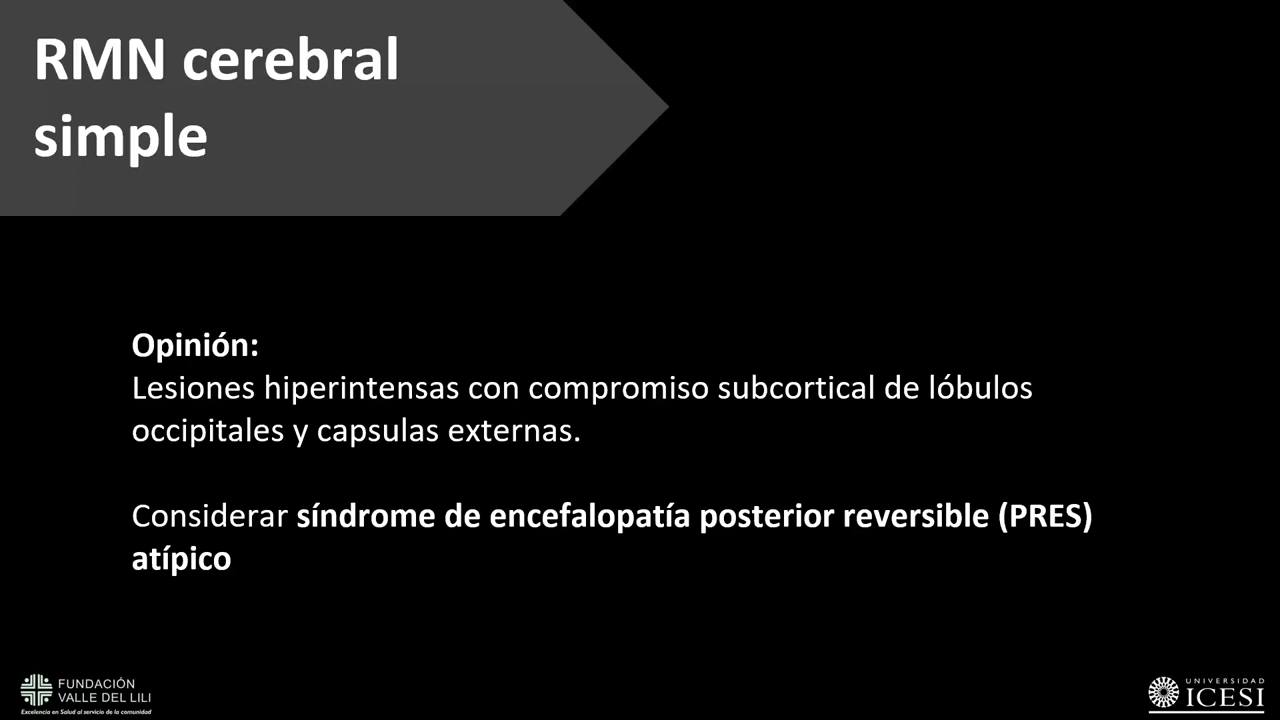 RMN cerebral
simple
Opinión:
Lesiones hiperintensas con compromiso subcortical de lóbulos
occipitales y capsulas externas.
Considerar síndrome de encefalopatía posterior reversible (PRES)
atípico
FUNDACIÓN
VALLE DEL LILI
Excelencia en Salud al servicio de la comunidad
UNIVERSIDAD
ICESI